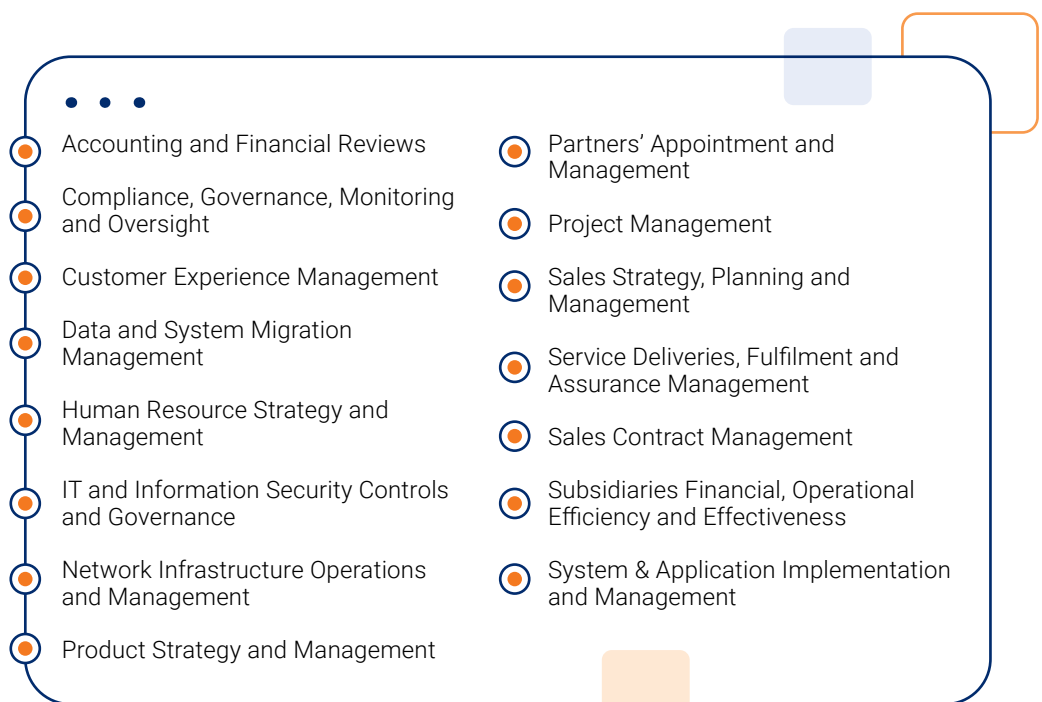 Accounting and Financial Reviews
Compliance, Governance, Monitoring
and Oversight
Customer Experience Management
Data and System Migration
Management
Human Resource Strategy and
Management
IT and Information Security Controls
and Governance
Network Infrastructure Operations
and Management
Product Strategy and Management
Partners’ Appointment and
Management
Project Management
Sales Strategy, Planning and
Management
Service Deliveries, Fulfilment and
Assurance Management
Sales Contract Management
Subsidiaries Financial, Operational
Efficiency and Effectiveness
System & Application Implementation
and Management